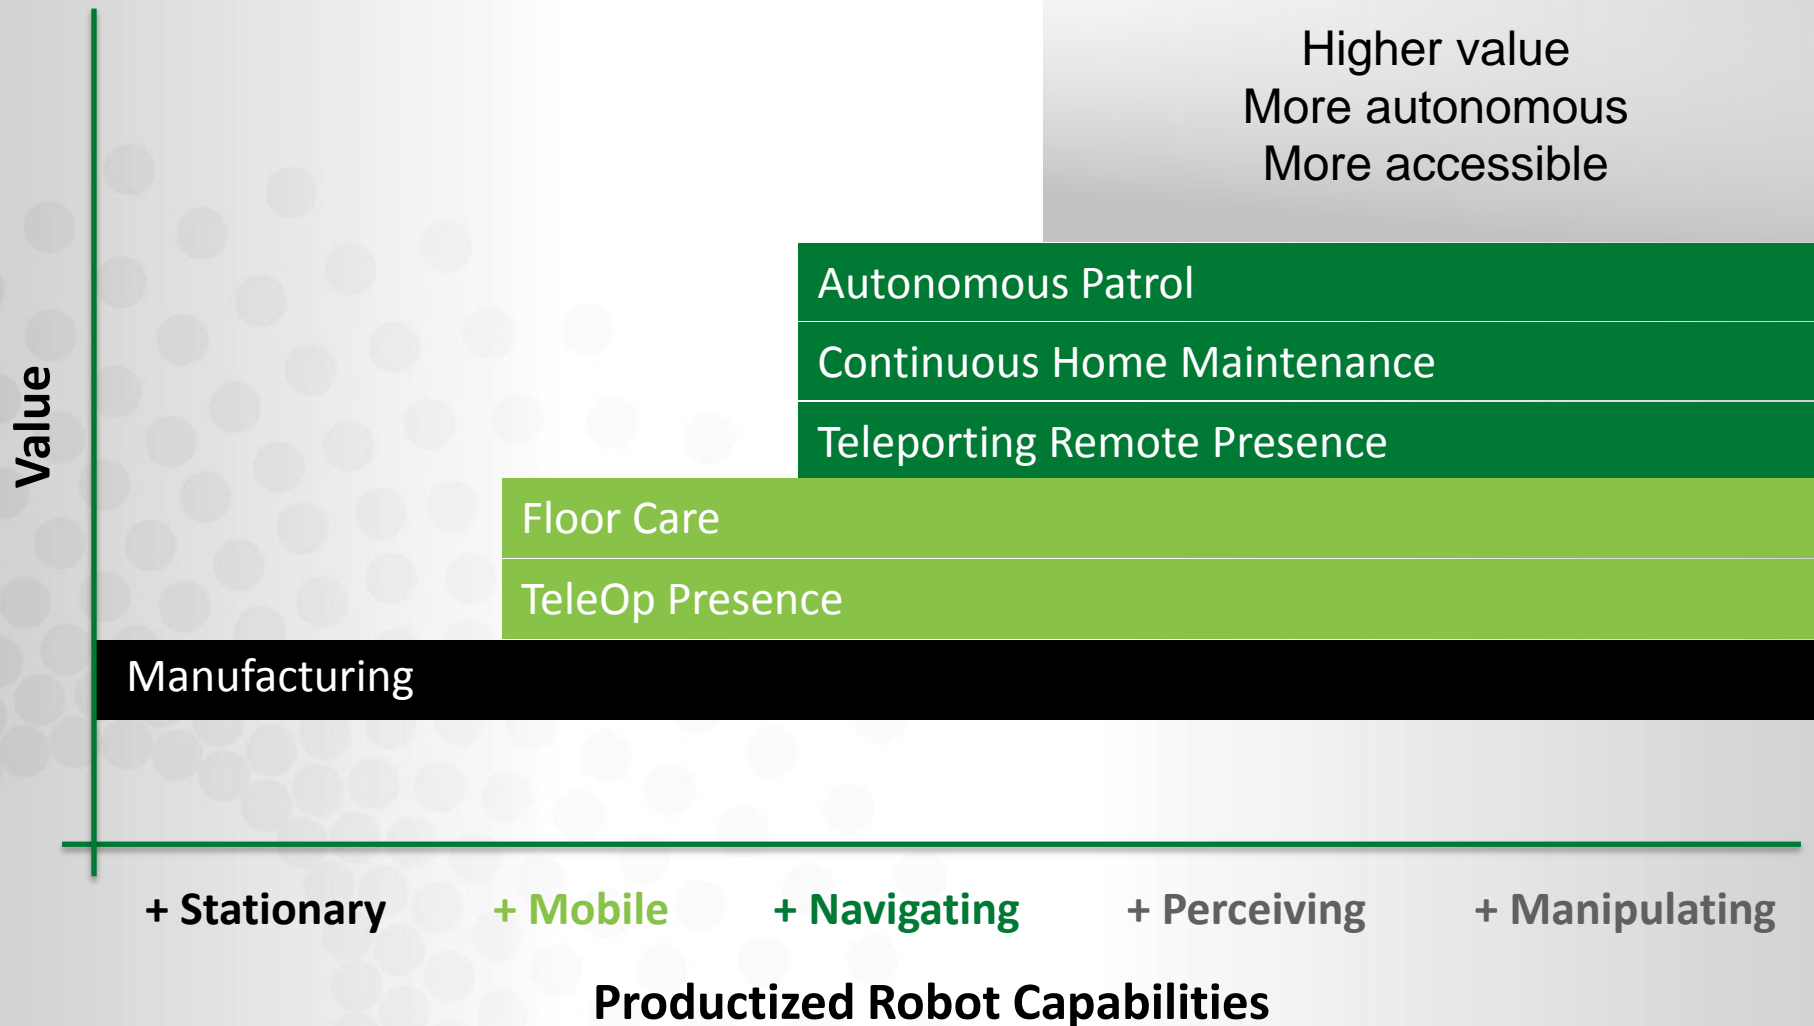 Higher value
More autonomous
More accessible
Autonomous Patrol
Continuous Home Maintenance
Teleporting Remote Presence
Floor Care
TeleOp Presence
Manufacturing
Value
+ Stationary + Mobile + Navigating + Perceiving + Manipulating
Productized Robot Capabilities